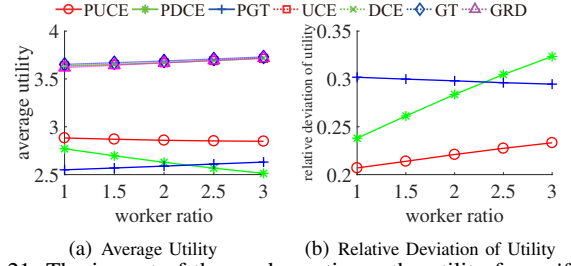 PUCE PDCE PGT UCE DCE GT GRD
average utility
4
3.5
3
2.5
1 1.5 2 2.5 3
worker ratio
relative deviation of utility
0.35
0.3
0.25
0.2
1 1.5 2 2.5 3
worker ratio
(a) Average Utility
(b) Relative Deviation of Utility